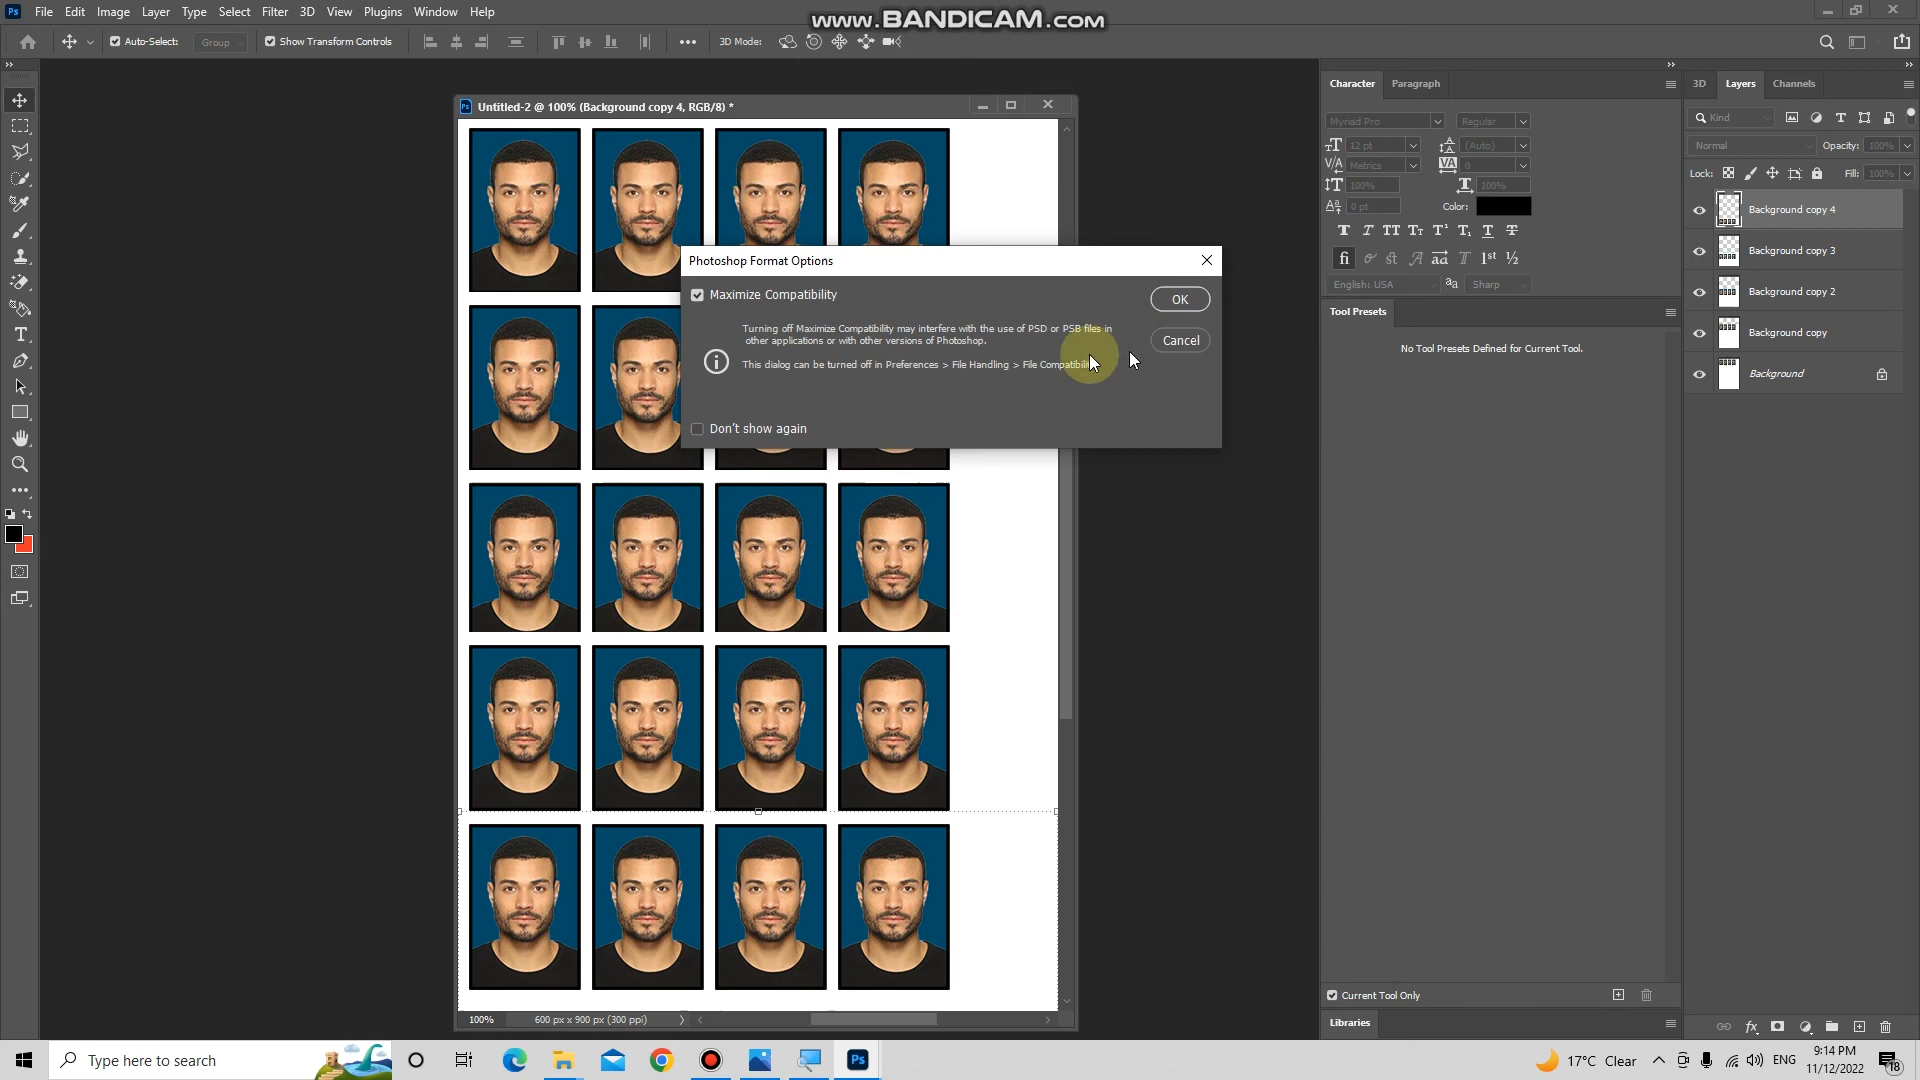 Ps File Edit Image Layer Type Select Filter 3D View Plugins Window Help
www.BANDICAM.com
Auto-Select: Group Show Transform Controls 3D Mode:
Untitled-2 @ 100% (Background copy 4, RGB/8) *
Photoshop Format Options
Maximize Compatibility
OK
Turning off Maximize Compatibility may interfere with the use of PSD or PSB files in
other applications or with other versions of Photoshop.
Cancel
This dialog can be turned off in Preferences > File Handling > File Compatibility
Don't show again
100% 600 px x 900 px (300 ppi)
Character Paragraph
Myriad Pro Regular
12 pt (Auto)
Metrics 0
100% 100%
0 pt Color:
English: USA Sharp
Tool Presets
No Tool Presets Defined for Current Tool.
Current Tool Only
Libraries
3D Layers Channels
Kind
Normal Opacity: 100%
Lock: Fill: 100%
Background copy 4
Background copy 3
Background copy 2
Background copy
Background
Type here to search
Ps
17°C Clear
ENG
9:14 PM
11/12/2022
18